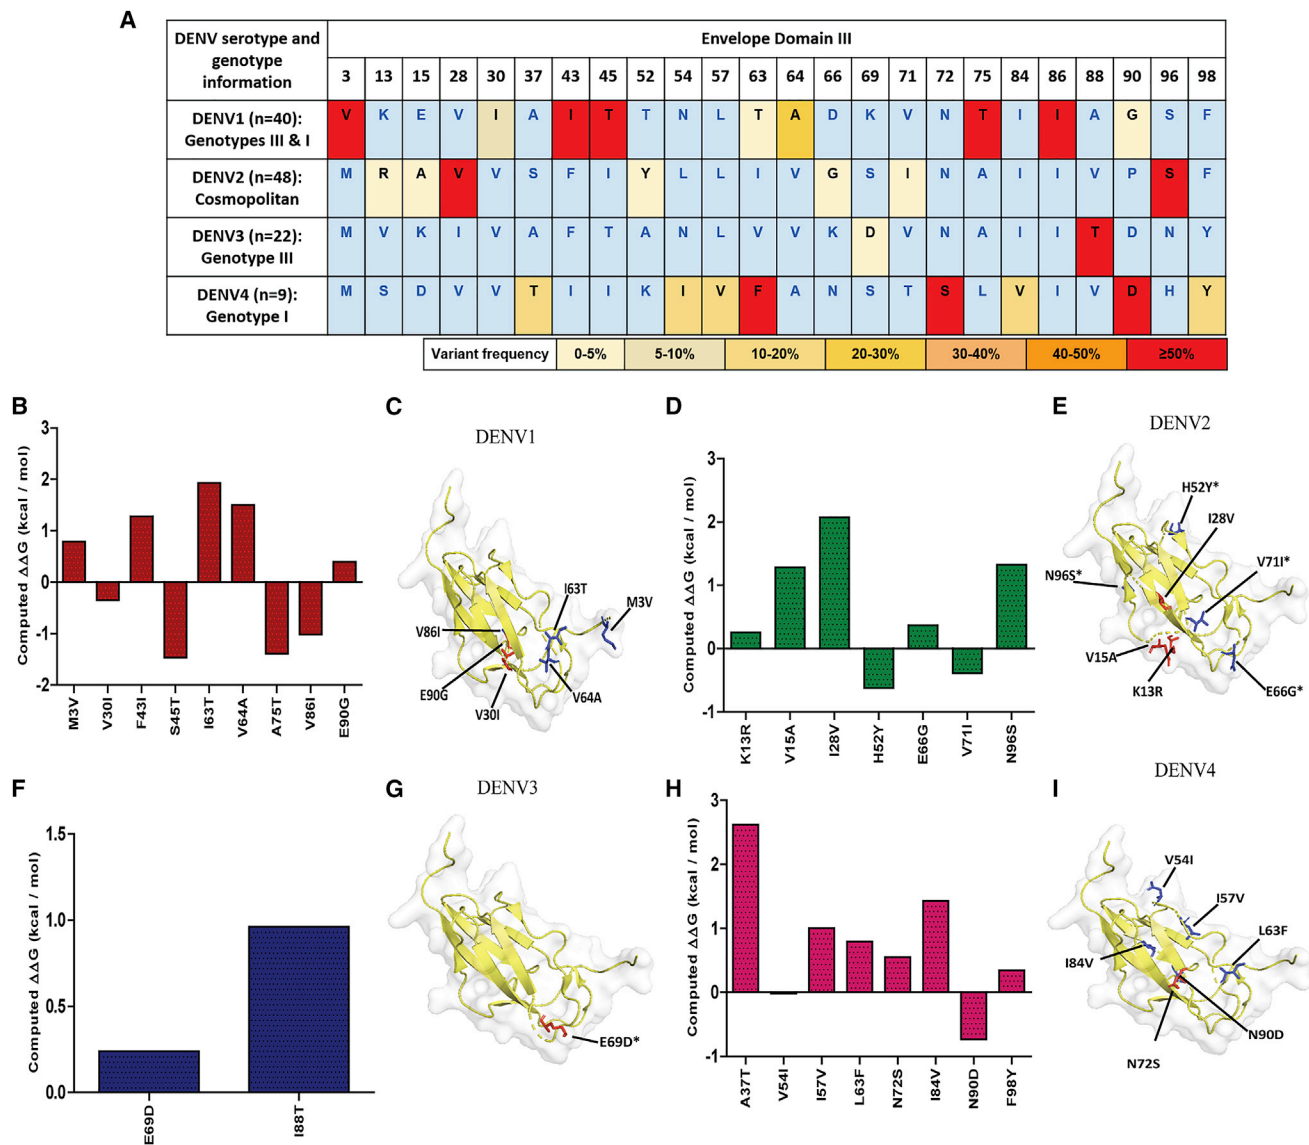 A
DENV serotype and genotype information Envelope Domain III
3 13 15 28 30 37 43 45 52 54 57 63 64 66 69 71 72 75 84 86 88 90 96 98
DENV1 (n=40): Genotypes III & I V K E V I A I T T N L T A D K V N T I I A G S F
DENV2 (n=48): Cosmopolitan M R A V V S F I Y L L I V G S I N A I I V P S F
DENV3 (n=22): Genotype III M V K I V A F T A N L V V K D V N A I I T D N Y
DENV4 (n=9): Genotype I M S D V V T I I K I V F A N S T S L V I V D H Y
Variant frequency 0-5% 5-10% 10-20% 20-30% 30-40% 40-50% ≥50%
B
Computed ΔΔG (kcal / mol)
3
2
1
0
-1
-2
M3V V30I F43I S45T I63T V64A A75T V86I E90G
C
DENV1
I63T
M3V
V86I
E90G
V30I
V64A
D
Computed ΔΔG (kcal / mol)
3
2
1
0
-1
K13R V15A I28V H52Y E66G V71I N96S
E
DENV2
H52Y*
I28V
V71I*
N96S*
V15A
K13R
E66G*
F
Computed ΔΔG (kcal / mol)
1.5
1.0
0.5
0.0
E69D I88T
G
DENV3
E69D*
H
Computed ΔΔG (kcal / mol)
3
2
1
0
-1
A37T V54I I57V L63F N72S I84V N90D F98Y
I
DENV4
V54I
I57V
L63F
I84V
N90D
N72S